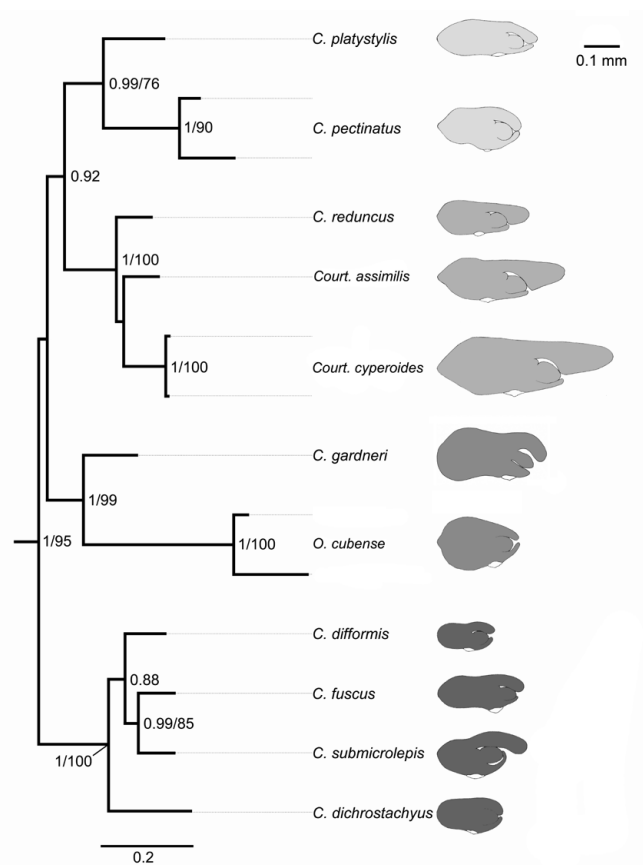 C. platystylis
0.1 mm
0.99/76
C. pectinatus
1/90
0.92
C. reduncus
1/100
Court. assimilis
1/100
Court. cyperoides
C. gardneri
1/99
O. cubense
1/100
1/95
C. difformis
0.88
C. fuscus
0.99/85
C. submicrolepis
1/100
C. dichrostachyus
0.2